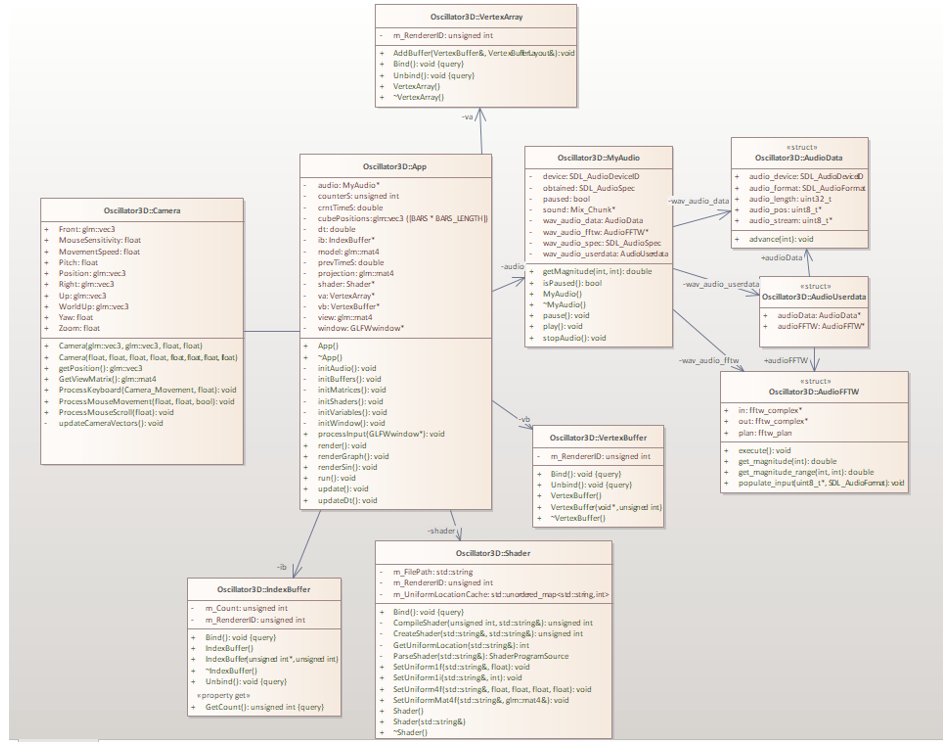 Oscillator3D::VertexArray
- m_RendererID: unsigned int
+ AddBuffer(VertexBuffer&, VertexBufferLayout&): void
+ Bind(): void {query}
+ Unbind(): void {query}
+ VertexArray()
+ ~VertexArray()
-va
Oscillator3D::App
- audio: MyAudio*
- counterS: unsigned int
- crntTimeS: double
- cubePositions: glm::vec3 ([BARS * BARS_LENGTH])
- dt: double
- ib: IndexBuffer*
- model: glm::mat4
- prevTimeS: double
- projection: glm::mat4
- shader: Shader*
- va: VertexArray*
- vb: VertexBuffer*
- view: glm::mat4
- window: GLFWwindow*
+ App()
+ ~App()
- initAudio(): void
- initBuffers(): void
- initMatrices(): void
- initShaders(): void
- initVariables(): void
- initWindow(): void
+ processInput(GLFWwindow*): void
+ render(): void
+ renderGraph(): void
+ renderSin(): void
+ run(): void
+ update(): void
+ updateDt(): void
Oscillator3D::Camera
+ Front: glm::vec3
+ MouseSensitivity: float
+ MovementSpeed: float
+ Pitch: float
+ Position: glm::vec3
+ Right: glm::vec3
+ Up: glm::vec3
+ WorldUp: glm::vec3
+ Yaw: float
+ Zoom: float
+ Camera(glm::vec3, glm::vec3, float, float)
+ Camera(float, float, float, float, float, float, float, float)
+ getPosition(): glm::vec3
+ GetViewMatrix(): glm::mat4
+ ProcessKeyboard(Camera_Movement, float): void
+ ProcessMouseMovement(float, float, bool): void
+ ProcessMouseScroll(float): void
- updateCameraVectors(): void
-audio
Oscillator3D::MyAudio
- device: SDL_AudioDeviceID
- obtained: SDL_AudioSpec
- paused: bool
- sound: Mix_Chunk*
- wav_audio_data: AudioData
- wav_audio_fftw: AudioFFTW*
- wav_audio_spec: SDL_AudioSpec
- wav_audio_userdata: AudioUserdata
+ getMagnitude(int, int): double
+ isPaused(): bool
+ MyAudio()
+ ~MyAudio()
+ pause(): void
+ play(): void
+ stopAudio(): void
-wav_audio_data
«struct»
Oscillator3D::AudioData
+ audio_device: SDL_AudioDeviceID
+ audio_format: SDL_AudioFormat
+ audio_length: uint32_t
+ audio_pos: uint8_t*
+ audio_stream: uint8_t*
+ advance(int): void
+audioData
-wav_audio_userdata
«struct»
Oscillator3D::AudioUserdata
+ audioData: AudioData*
+ audioFFTW: AudioFFTW*
-wav_audio_fftw
+audioFFTW
«struct»
Oscillator3D::AudioFFTW
+ in: fftw_complex*
+ out: fftw_complex*
+ plan: fftw_plan
+ execute(): void
+ get_magnitude(int): double
+ get_magnitude_range(int, int): double
+ populate_input(uint8_t*, SDL_AudioFormat): void
-vb
Oscillator3D::VertexBuffer
- m_RendererID: unsigned int
+ Bind(): void {query}
+ Unbind(): void {query}
+ VertexBuffer()
+ VertexBuffer(void*, unsigned int)
+ ~VertexBuffer()
-shader
Oscillator3D::Shader
- m_FilePath: std::string
- m_RendererID: unsigned int
- m_UniformLocationCache: std::unordered_map<std::string, int>
+ Bind(): void {query}
- CompileShader(unsigned int, std::string&): unsigned int
- CreateShader(std::string&, std::string&): unsigned int
- GetUniformLocation(std::string&): int
- ParseShader(std::string&): ShaderProgramSource
+ SetUniform1f(std::string&, float): void
+ SetUniform1i(std::string&, int): void
+ SetUniform4f(std::string&, float, float, float, float): void
+ SetUniformMat4f(std::string&, glm::mat4&): void
+ Shader()
+ Shader(std::string&)
+ ~Shader()
-ib
Oscillator3D::IndexBuffer
- m_Count: unsigned int
- m_RendererID: unsigned int
+ Bind(): void {query}
+ IndexBuffer()
+ IndexBuffer(unsigned int*, unsigned int)
+ ~IndexBuffer()
+ Unbind(): void {query}
«property get»
+ GetCount(): unsigned int {query}